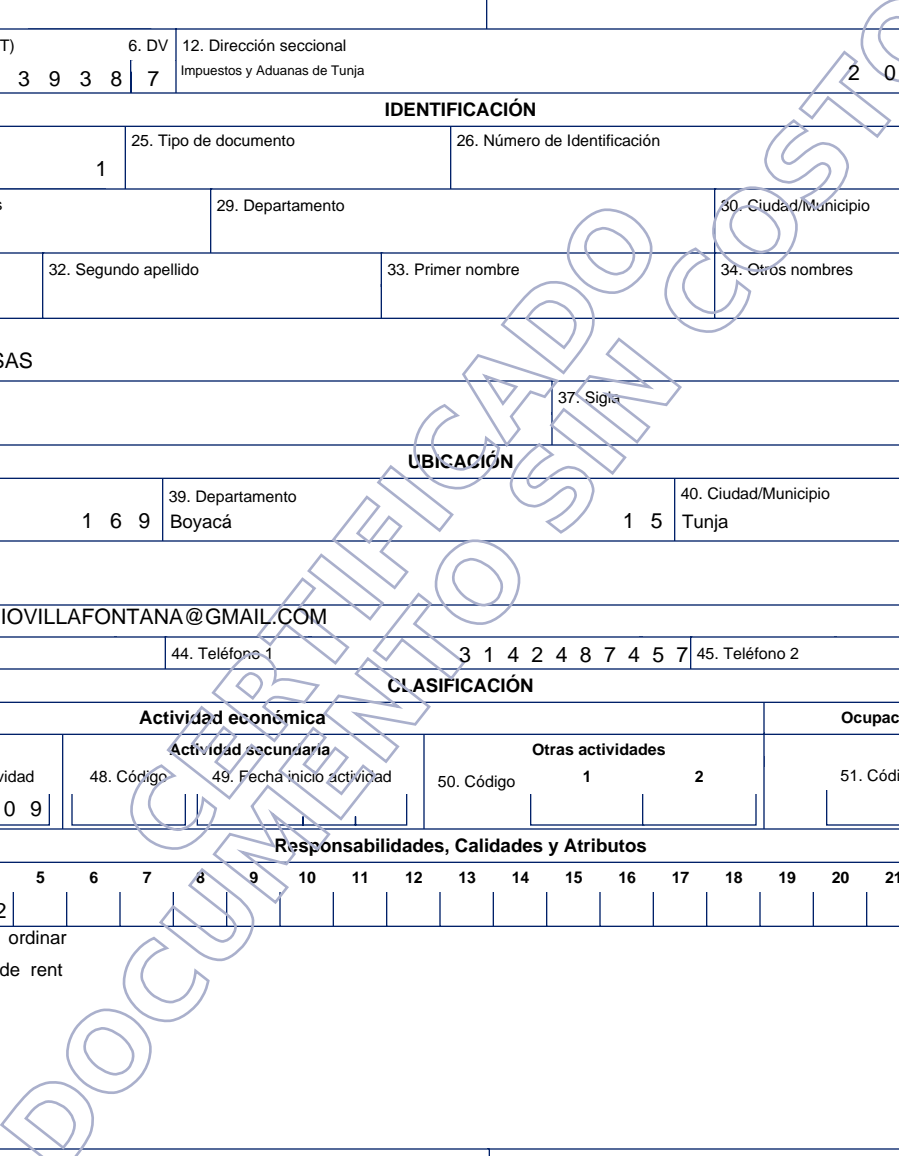 T) 6. DV 12. Dirección seccional
3 9 3 8 7 Impuestos y Aduanas de Tunja 2 0
IDENTIFICACIÓN
25. Tipo de documento 26. Número de Identificación
1
29. Departamento 30. Ciudad/Municipio
32. Segundo apellido 33. Primer nombre 34. Otros nombres
SAS
37. Sigla
UBICACIÓN
39. Departamento 40. Ciudad/Municipio
1 6 9 Boyacá 1 5 Tunja
IOVILLAFONTANA@GMAIL.COM
44. Teléfono 1 3 1 4 2 4 8 7 4 5 7 45. Teléfono 2
CLASIFICACIÓN
Actividad económica Ocupac
Actividad secundaria Otras actividades
vidad 48. Código 49. Fecha inicio actividad 50. Código 1 2 51. Códi
0 9
Responsabilidades, Calidades y Atributos
5 6 7 8 9 10 11 12 13 14 15 16 17 18 19 20 21
2
ordinar
de rent
CERTIFICADO
DOCUMENTO SIN COSTO